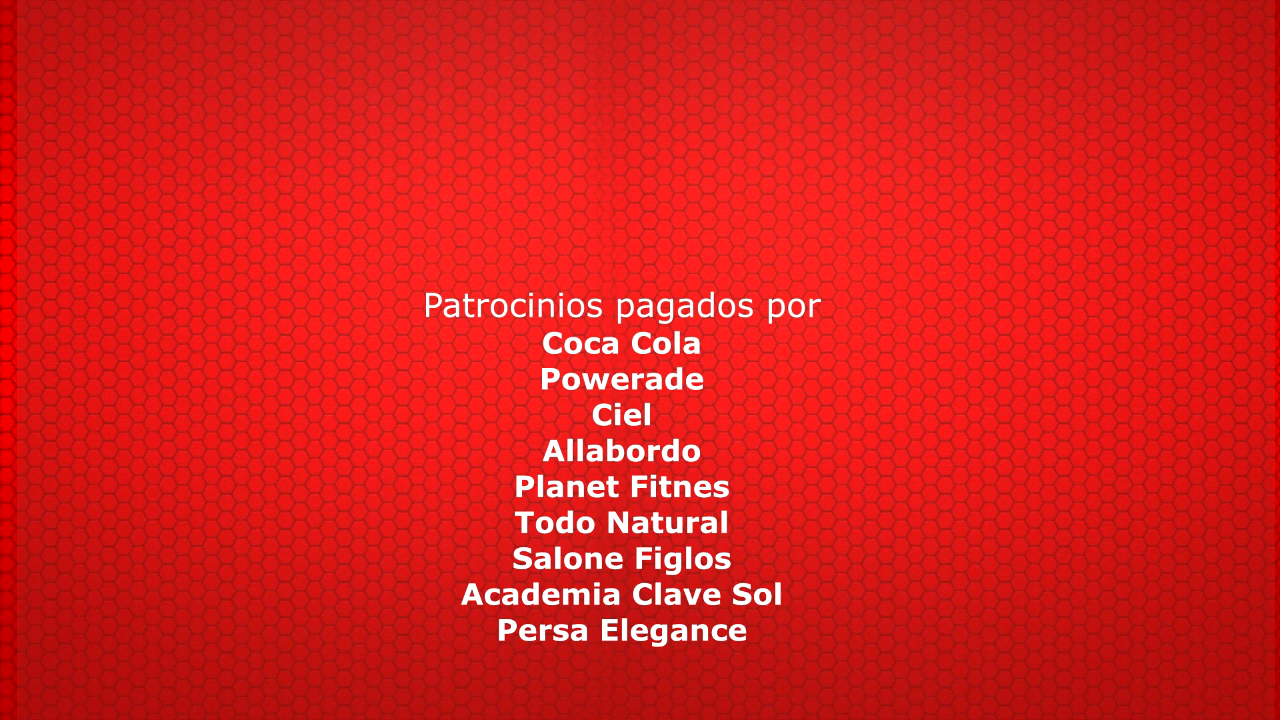 Patrocinios pagados por
Coca Cola
Powerade
Ciel
Allabordo
Planet Fitnes
Todo Natural
Salone Figlos
Academia Clave Sol
Persa Elegance